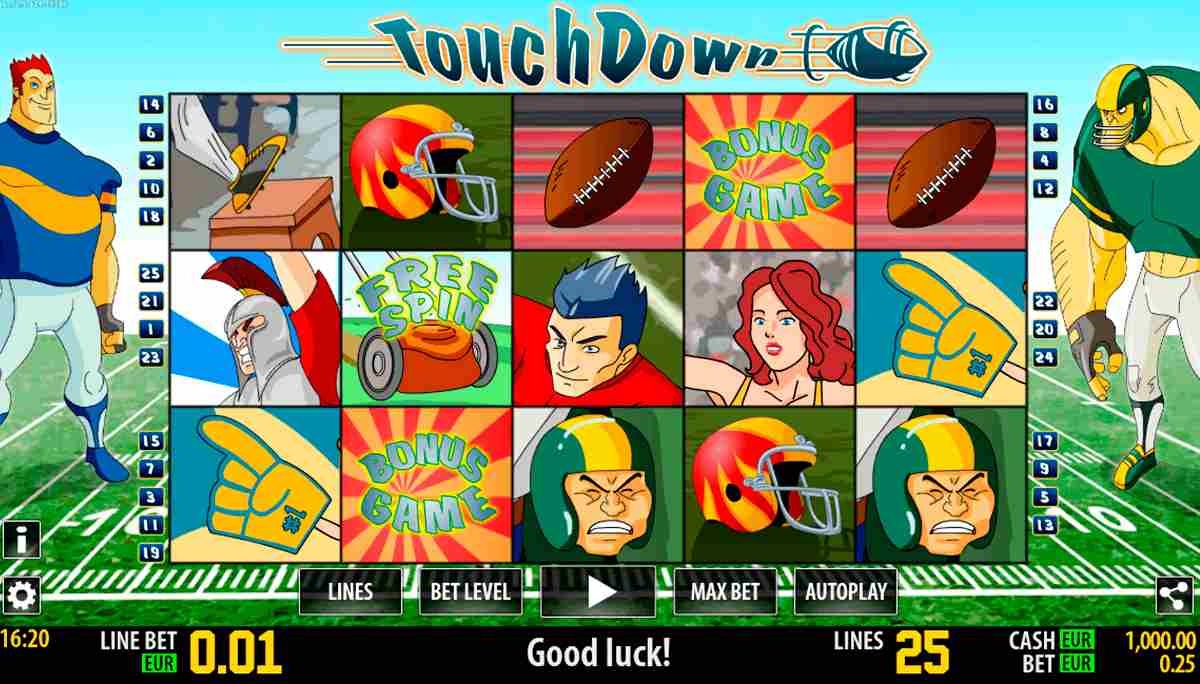 TouchDown
14
6
2
10
18
25
21
1
23
15
7
3
11
19
BONUS GAME
FREE SPIN
#1
#1
BONUS GAME
16
8
4
12
22
20
24
17
9
5
13
10
i
LINES
BET LEVEL
MAX BET
AUTOPLAY
16:20
LINE BET EUR 0.01
Good luck!
LINES 25
CASH EUR 1,000.00
BET EUR 0.25